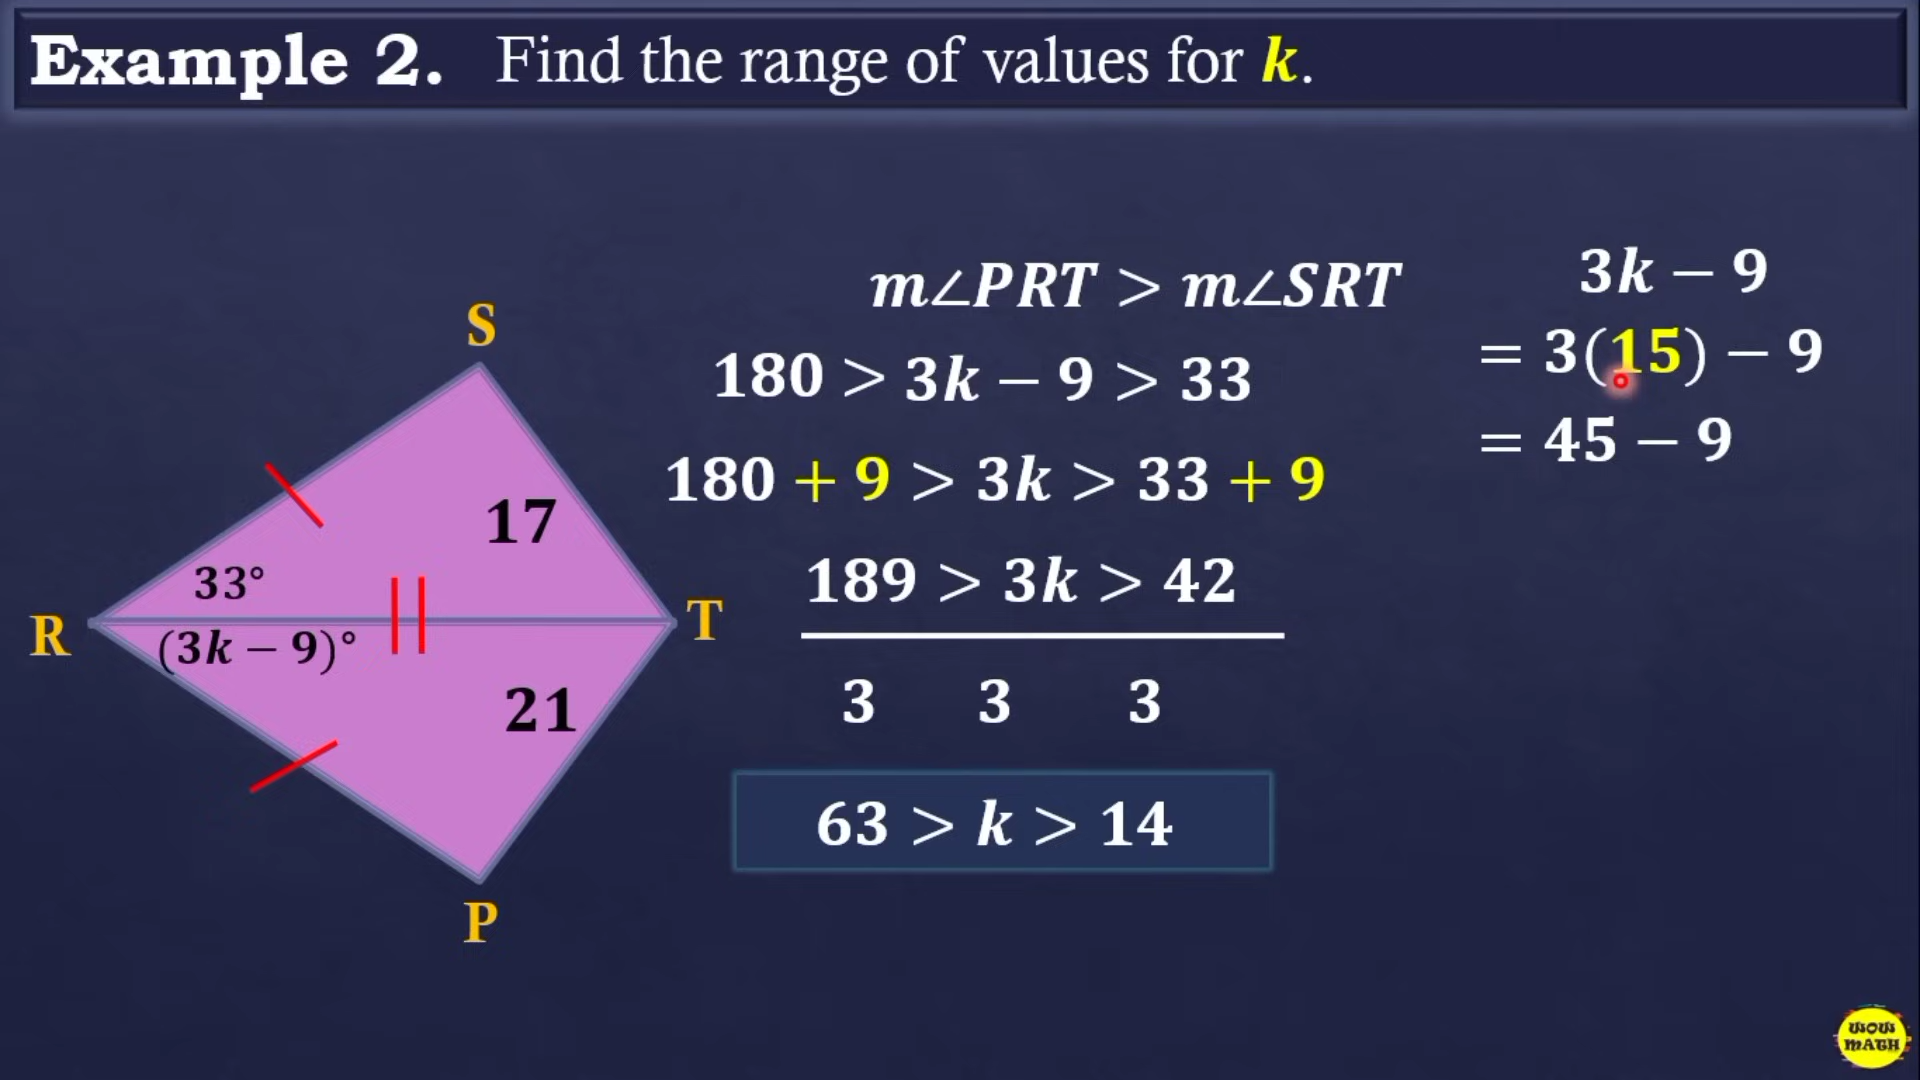 Example 2. Find the range of values for k.
m∠PRT > m∠SRT
180 > 3k − 9 > 33
180 + 9 > 3k > 33 + 9
189 > 3k > 42
3 3 3
63 > k > 14
3k − 9
= 3(15) − 9
= 45 − 9
S
17
33°
R
T
(3k − 9)°
21
P
WOW
MATH